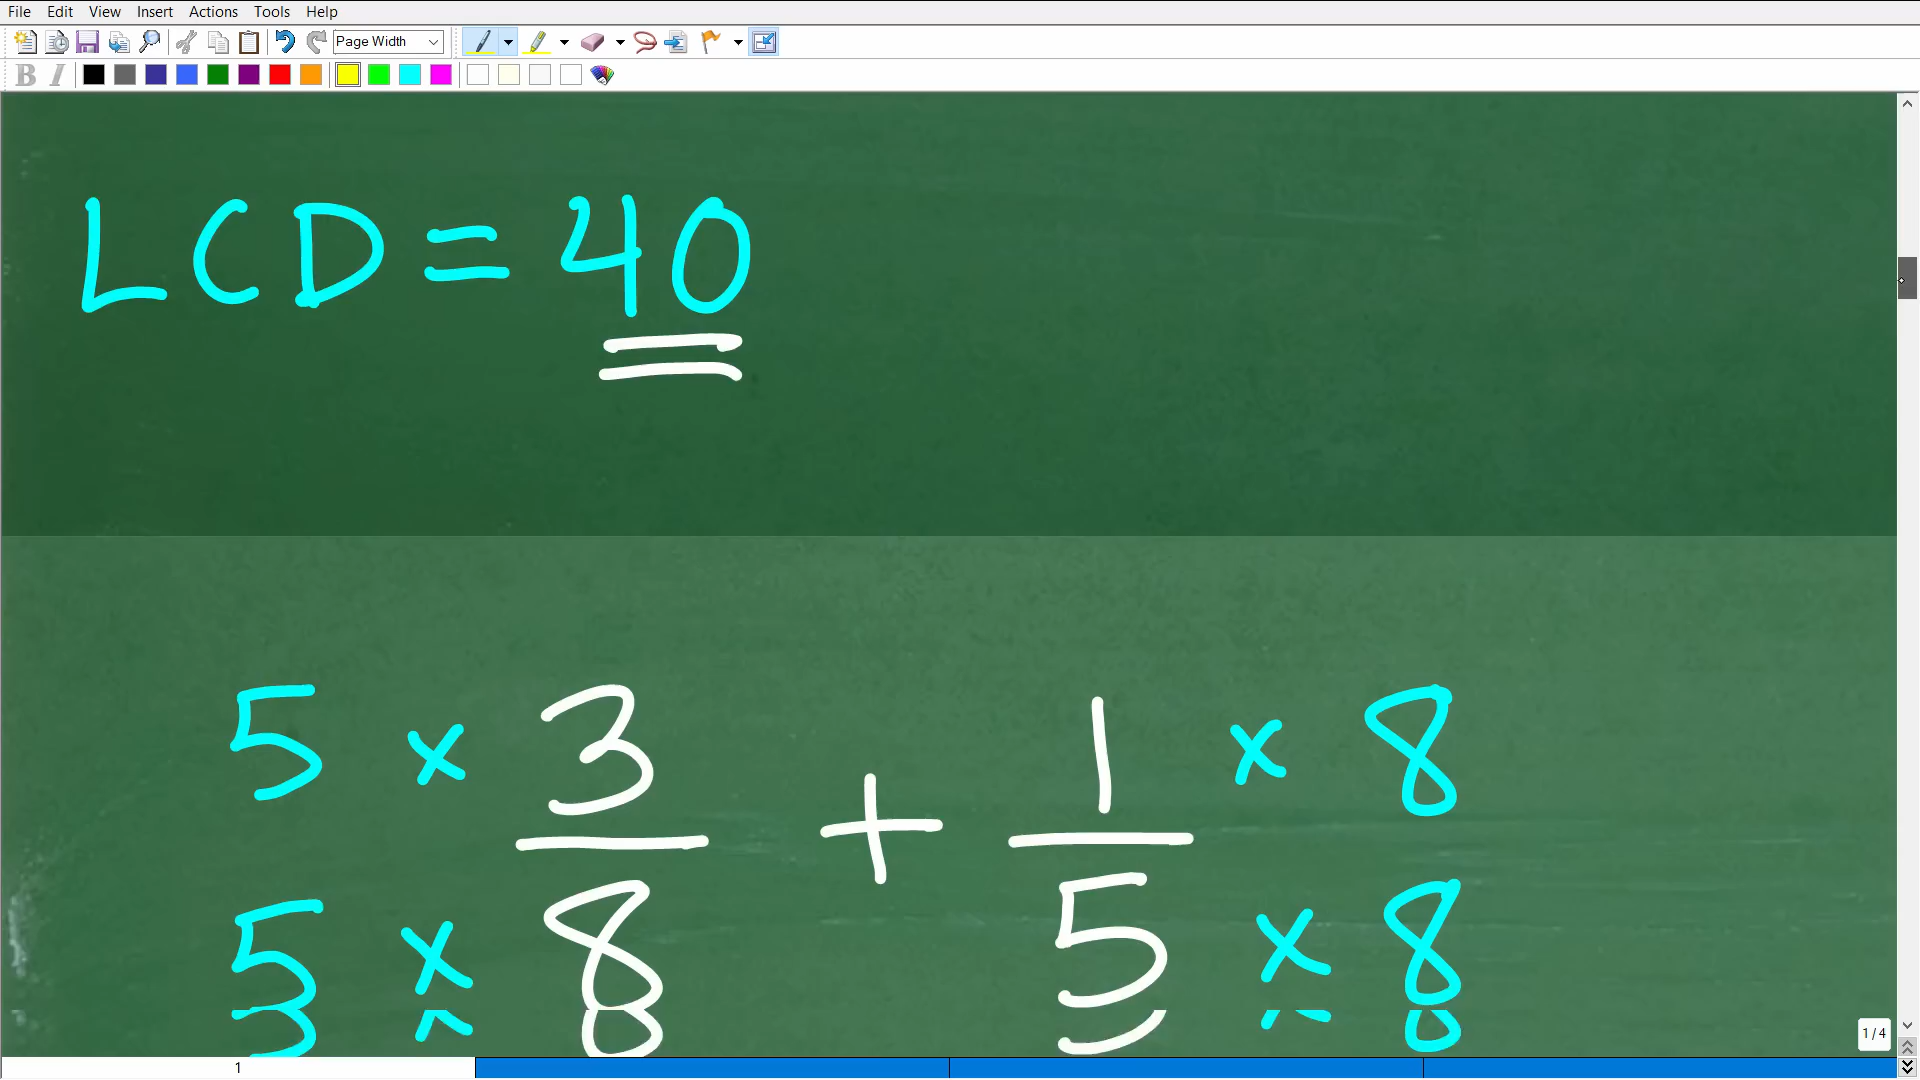 File Edit View Insert Actions Tools Help
Page Width
B I
LCD = 40
5 x 3 1 x 8
+
5 x 8 5 x 8
1 / 4
1